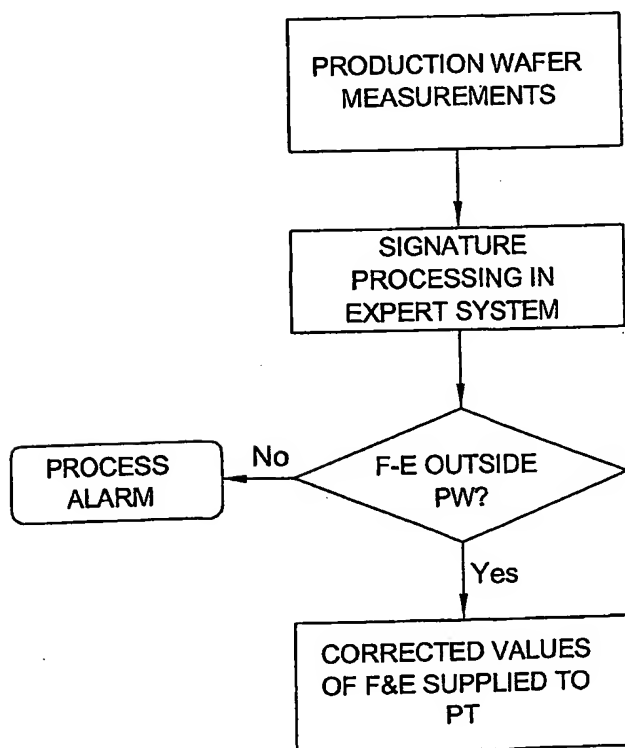 PRODUCTION WAFER
MEASUREMENTS
SIGNATURE
PROCESSING IN
EXPERT SYSTEM
F-E OUTSIDE
PW?
No
PROCESS
ALARM
Yes
CORRECTED VALUES
OF F&E SUPPLIED TO
PT